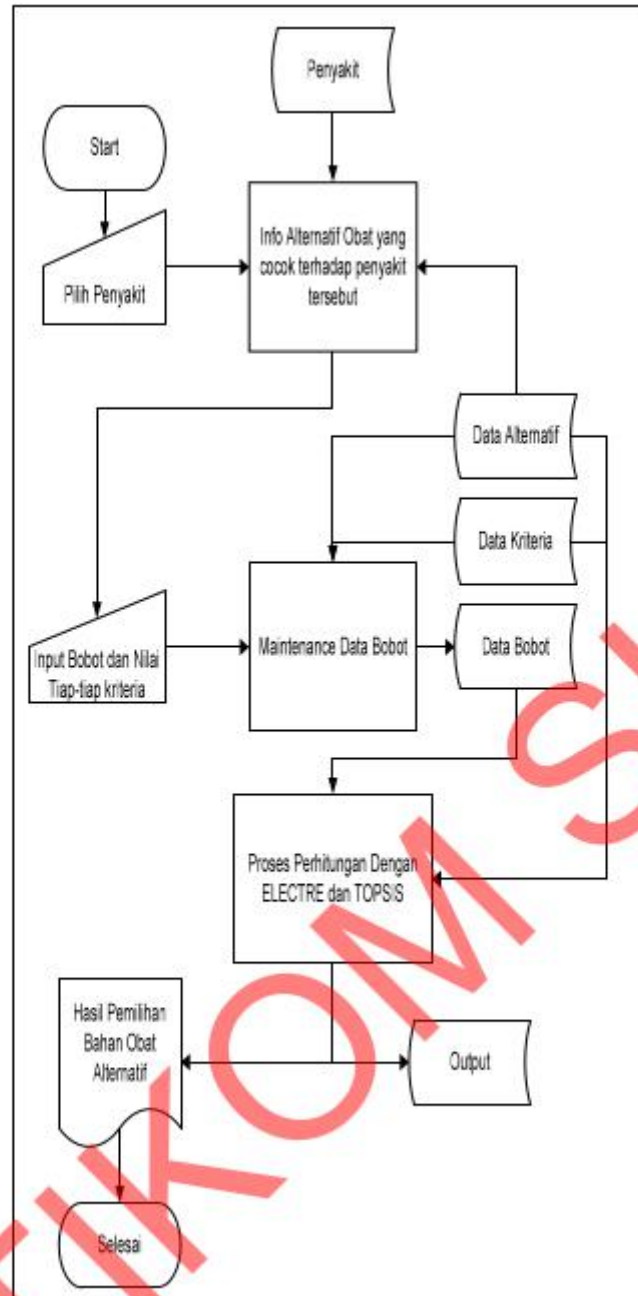 Penyakit
Start
Pilih Penyakit
Info Alternatif Obat yang
cocok terhadap penyakit
tersebut
Data Alternatif
Data Kriteria
Input Bobot dan Nilai
Tiap-tiap kriteria
Maintenance Data Bobot
Data Bobot
Proses Perhitungan Dengan
ELECTRE dan TOPSIS
Hasil Pemilihan
Bahan Obat
Alternatif
Output
Selesai
TIKOM S